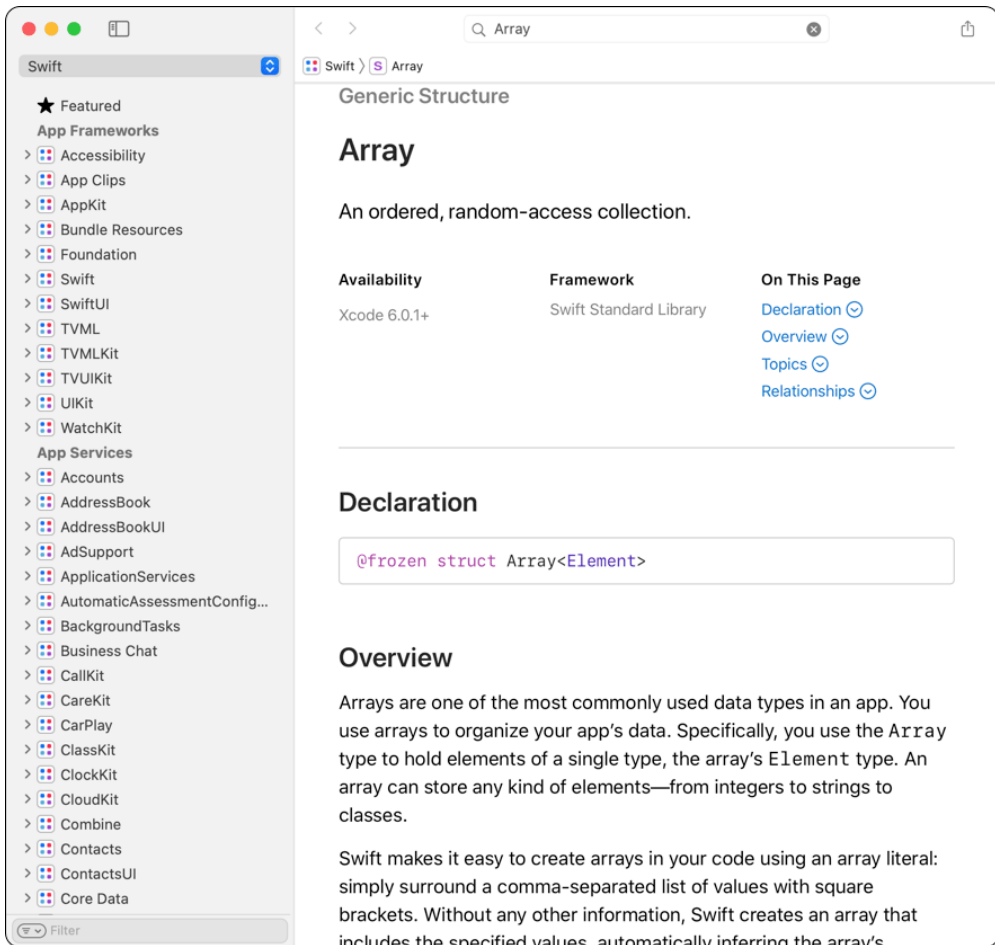 Array
Swift
Swift 〉 S Array
Featured
App Frameworks
Accessibility
App Clips
AppKit
Bundle Resources
Foundation
Swift
SwiftUI
TVML
TVMLKit
TVUIKit
UIKit
WatchKit
App Services
Accounts
AddressBook
AddressBookUI
AdSupport
ApplicationServices
AutomaticAssessmentConfig...
BackgroundTasks
Business Chat
CallKit
CareKit
CarPlay
ClassKit
ClockKit
CloudKit
Combine
Contacts
ContactsUI
Core Data
Filter
Generic Structure
Array
An ordered, random-access collection.
Availability
Xcode 6.0.1+
Framework
Swift Standard Library
On This Page
Declaration
Overview
Topics
Relationships
Declaration
@frozen struct Array<Element>
Overview
Arrays are one of the most commonly used data types in an app. You
use arrays to organize your app’s data. Specifically, you use the Array
type to hold elements of a single type, the array’s Element type. An
array can store any kind of elements—from integers to strings to
classes.
Swift makes it easy to create arrays in your code using an array literal:
simply surround a comma-separated list of values with square
brackets. Without any other information, Swift creates an array that
includes the specified values, automatically inferring the array’s